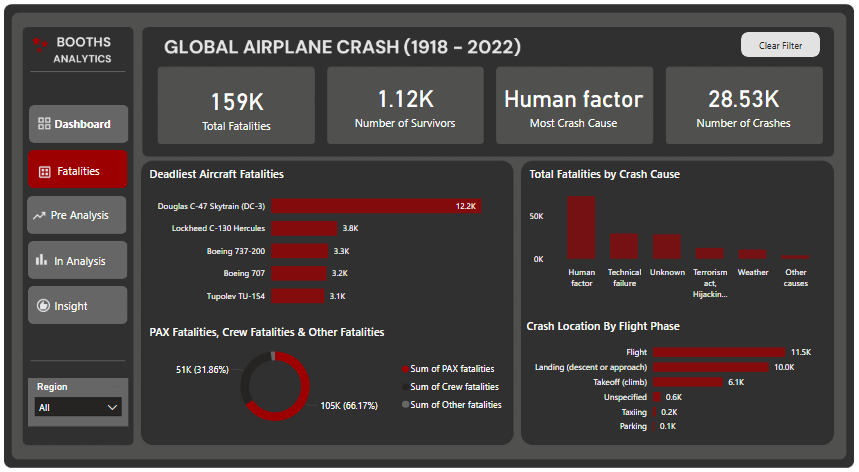 BOOTHS
ANALYTICS
GLOBAL AIRPLANE CRASH (1918 - 2022)
Clear Filter
159K
Total Fatalities
1.12K
Number of Survivors
Human factor
Most Crash Cause
28.53K
Number of Crashes
Dashboard
Fatalities
Pre Analysis
In Analysis
Insight
Region
All
Deadliest Aircraft Fatalities
Douglas C-47 Skytrain (DC-3) 12.2K
Lockheed C-130 Hercules 3.8K
Boeing 737-200 3.3K
Boeing 707 3.2K
Tupolev TU-154 3.1K
Total Fatalities by Crash Cause
50K
0K
Human
factor
Technical
failure
Unknown
Terrorism
act,
Hijackin...
Weather
Other
causes
PAX Fatalities, Crew Fatalities & Other Fatalities
51K (31.86%)
105K (66.17%)
Sum of PAX fatalities
Sum of Crew fatalities
Sum of Other fatalities
Crash Location By Flight Phase
Flight 11.5K
Landing (descent or approach) 10.0K
Takeoff (climb) 6.1K
Unspecified 0.6K
Taxiing 0.2K
Parking 0.1K